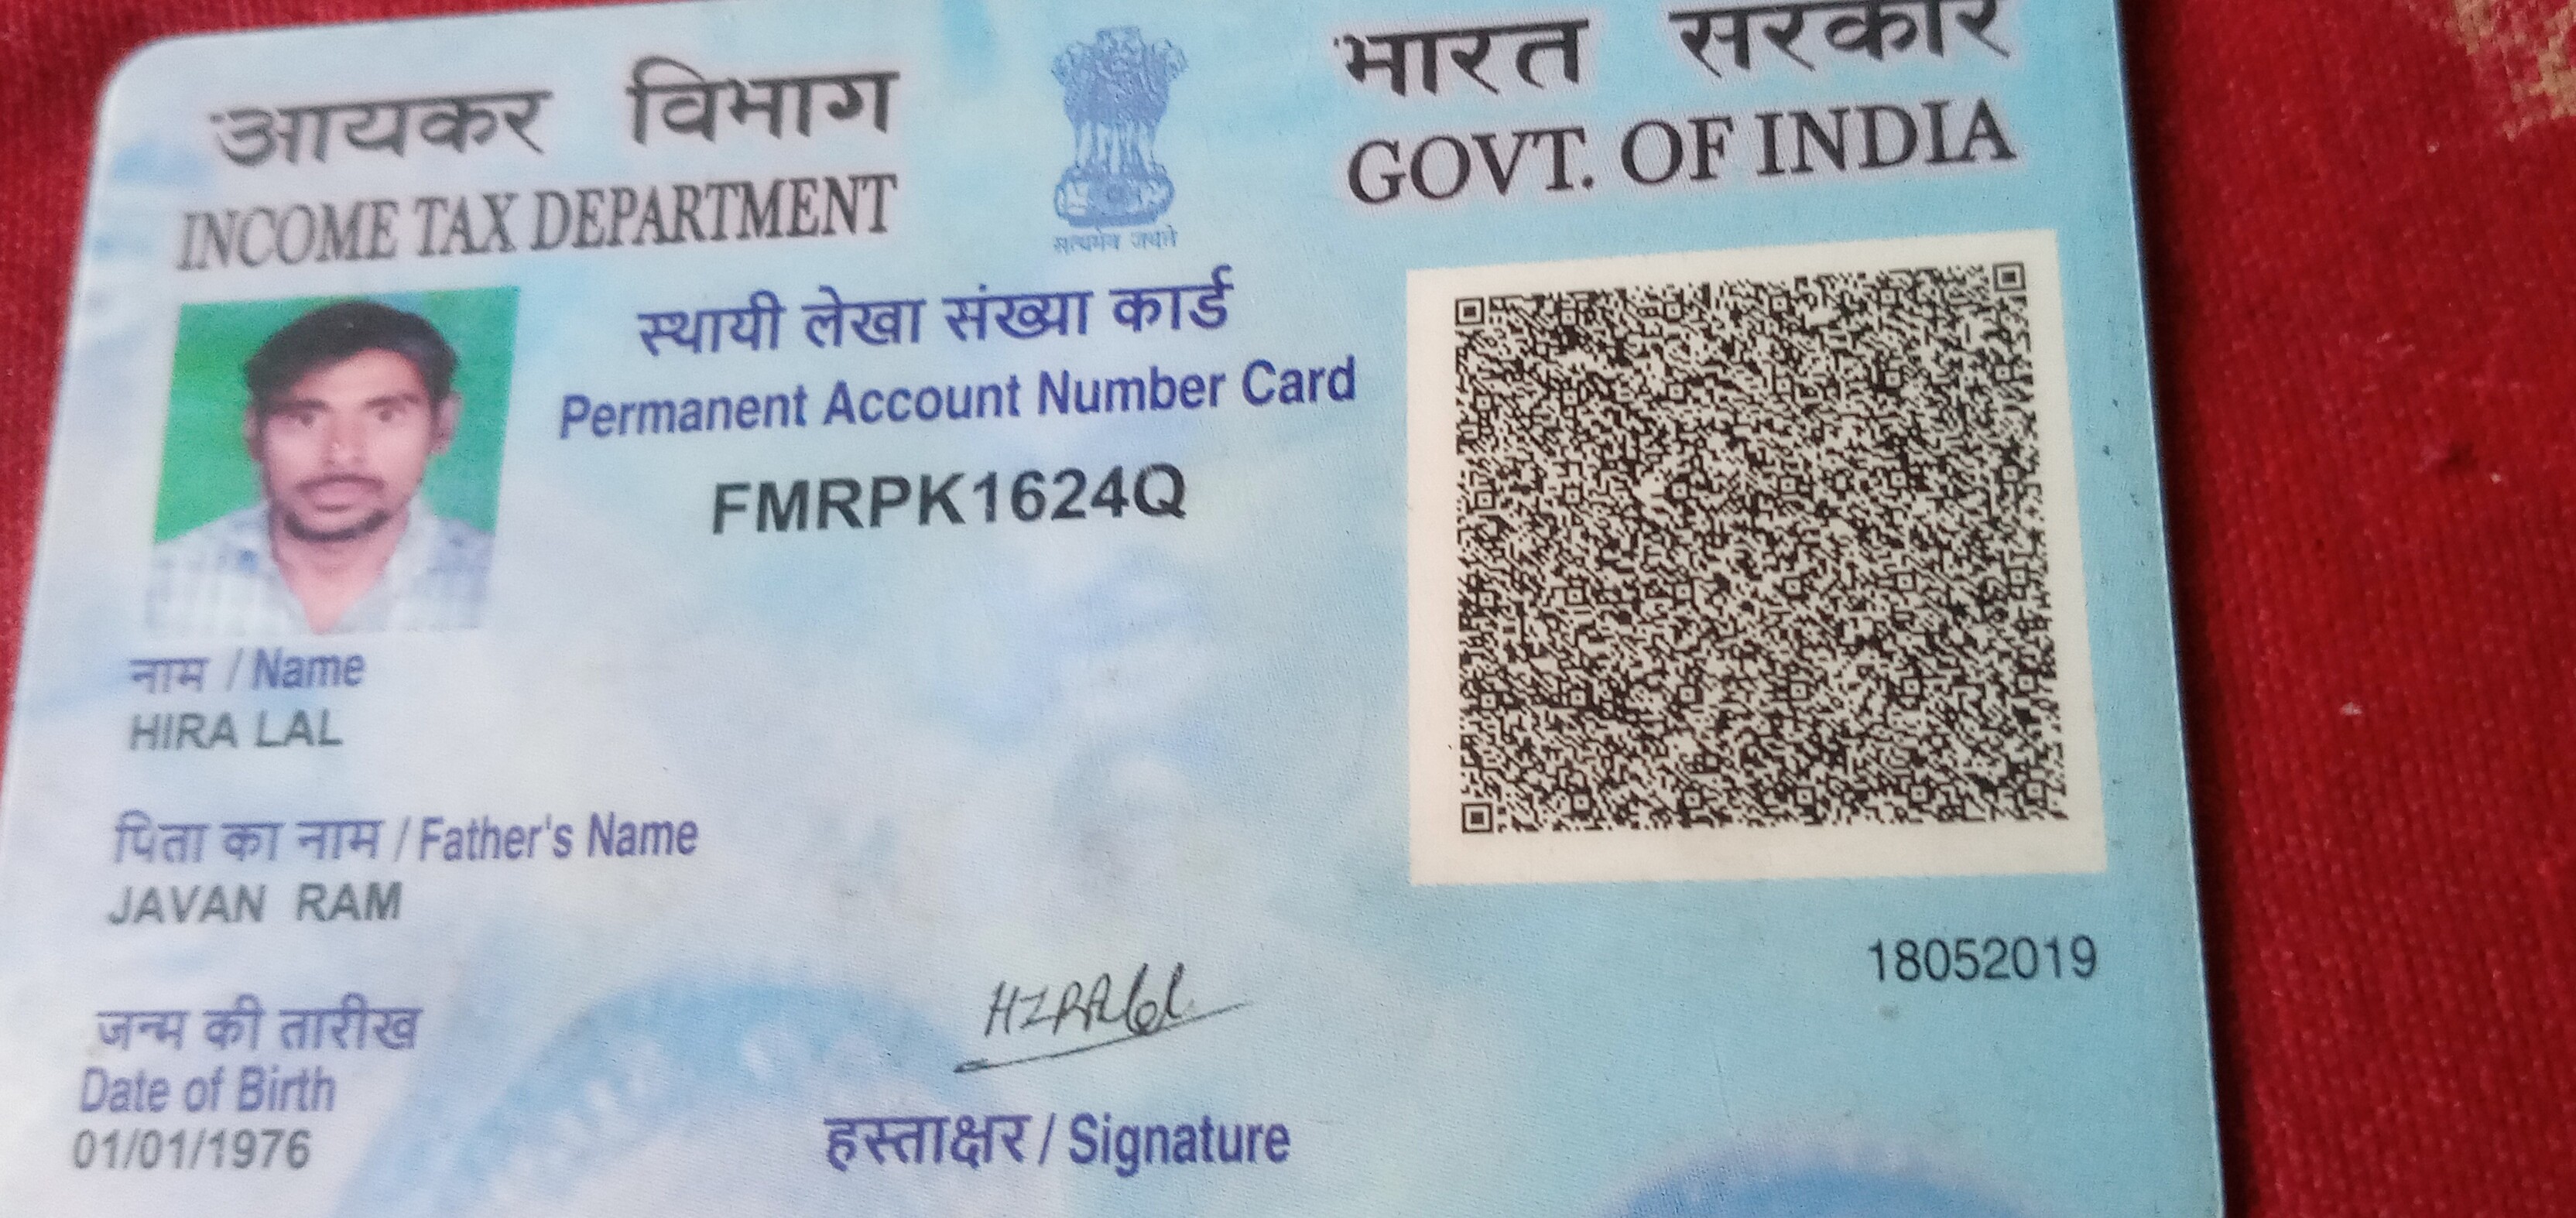 आयकर विभाग
INCOME TAX DEPARTMENT
सत्यमेव जयते
भारत सरकार
GOVT. OF INDIA
स्थायी लेखा संख्या कार्ड
Permanent Account Number Card
FMRPK1624Q
नाम / Name
HIRA LAL
पिता का नाम / Father's Name
JAVAN RAM
जन्म की तारीख
Date of Birth
01/01/1976
HIRAlal
हस्ताक्षर / Signature
18052019